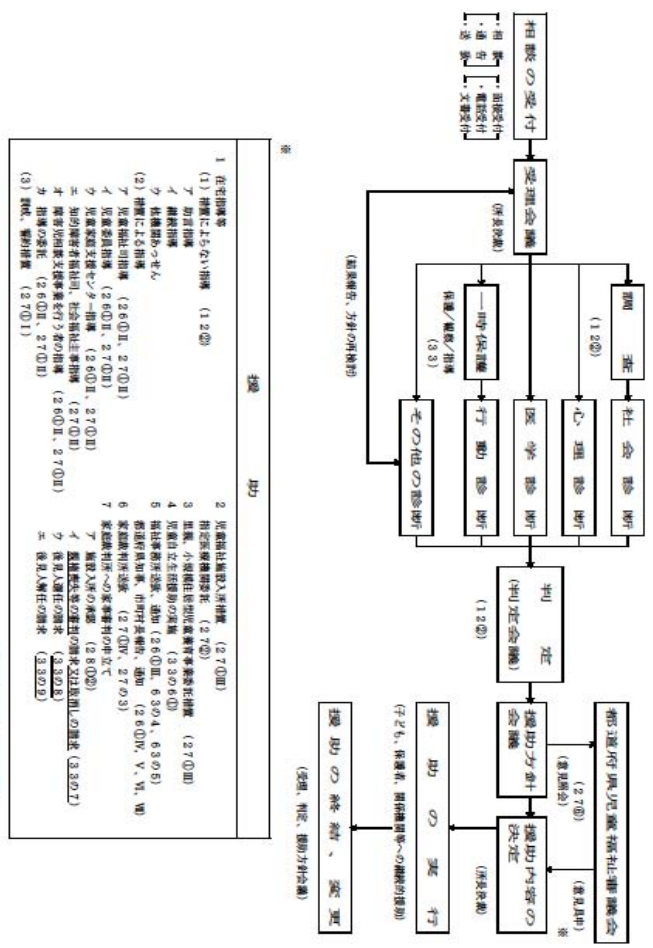 相談の受付
・相談
・通告
・送致
・面接受付
・電話受付
・文書受付
受理会議
(所長決裁)
(結果報告、方針の再検討)
調査
(12②)
一時保護
保護/観察/指導
(33)
社会診断
心理診断
医学診断
行動診断
その他の診断
判定
(判定会議)
(12②)
都道府県児童福祉審議会
(27⑥)
(意見照会)
(意見具申)
援助方針会議
援助内容の決定
※
(所長決裁)
援助の実行
(子ども、保護者、関係機関等への継続的援助)
援助の終結、変更
(受理、判定、援助方針会議)
※
援助
1 在宅指導等
(1)措置によらない指導 (12②)
ア 助言指導
イ 継続指導
ウ 他機関あっせん
(2)措置による指導
ア 児童福祉司指導 (26①Ⅱ、27①Ⅱ)
イ 児童委員指導 (26①Ⅱ、27①Ⅱ)
ウ 児童家庭支援センター指導 (26①Ⅱ、27①Ⅱ)
エ 知的障害者福祉司、社会福祉主事指導 (27①Ⅱ)
オ 障害児相談支援事業を行う者の指導 (26①Ⅱ、27①Ⅱ)
カ 指導の委託 (26①Ⅱ、27①Ⅱ)
(3)訓戒、誓約措置 (27①Ⅰ)
2 児童福祉施設入所措置 (27①Ⅲ)
指定医療機関委託 (27②)
3 里親、小規模住居型児童養育事業委託措置 (27①Ⅲ)
4 児童自立生活援助の実施 (33の6①)
5 福祉事務所送致、通知 (26①Ⅲ、63の4、63の5)
都道府県知事、市町村長報告、通知 (26①Ⅳ、Ⅴ、Ⅵ、Ⅶ)
6 家庭裁判所送致 (27①Ⅳ、27の3)
7 家庭裁判所への家事審判の申立て
ア 施設入所の承認 (28①②)
イ 親権喪失等の審判の請求又は取消しの請求 (33の7)
ウ 後見人選任の請求 (33の8)
エ 後見人解任の請求 (33の9)